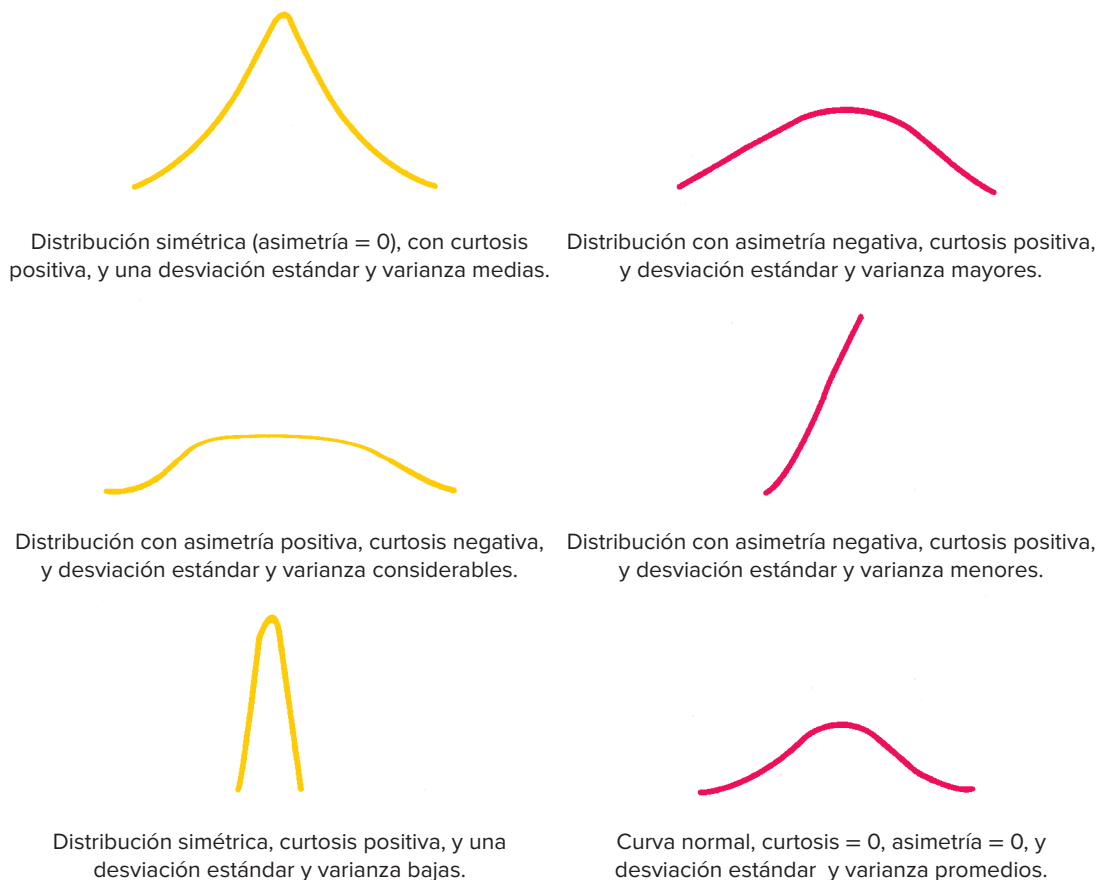 Distribución simétrica (asimetría = 0), con curtosis
positiva, y una desviación estándar y varianza medias.
Distribución con asimetría negativa, curtosis positiva,
y desviación estándar y varianza mayores.
Distribución con asimetría positiva, curtosis negativa,
y desviación estándar y varianza considerables.
Distribución con asimetría negativa, curtosis positiva,
y desviación estándar y varianza menores.
Distribución simétrica, curtosis positiva, y una
desviación estándar y varianza bajas.
Curva normal, curtosis = 0, asimetría = 0, y
desviación estándar y varianza promedios.